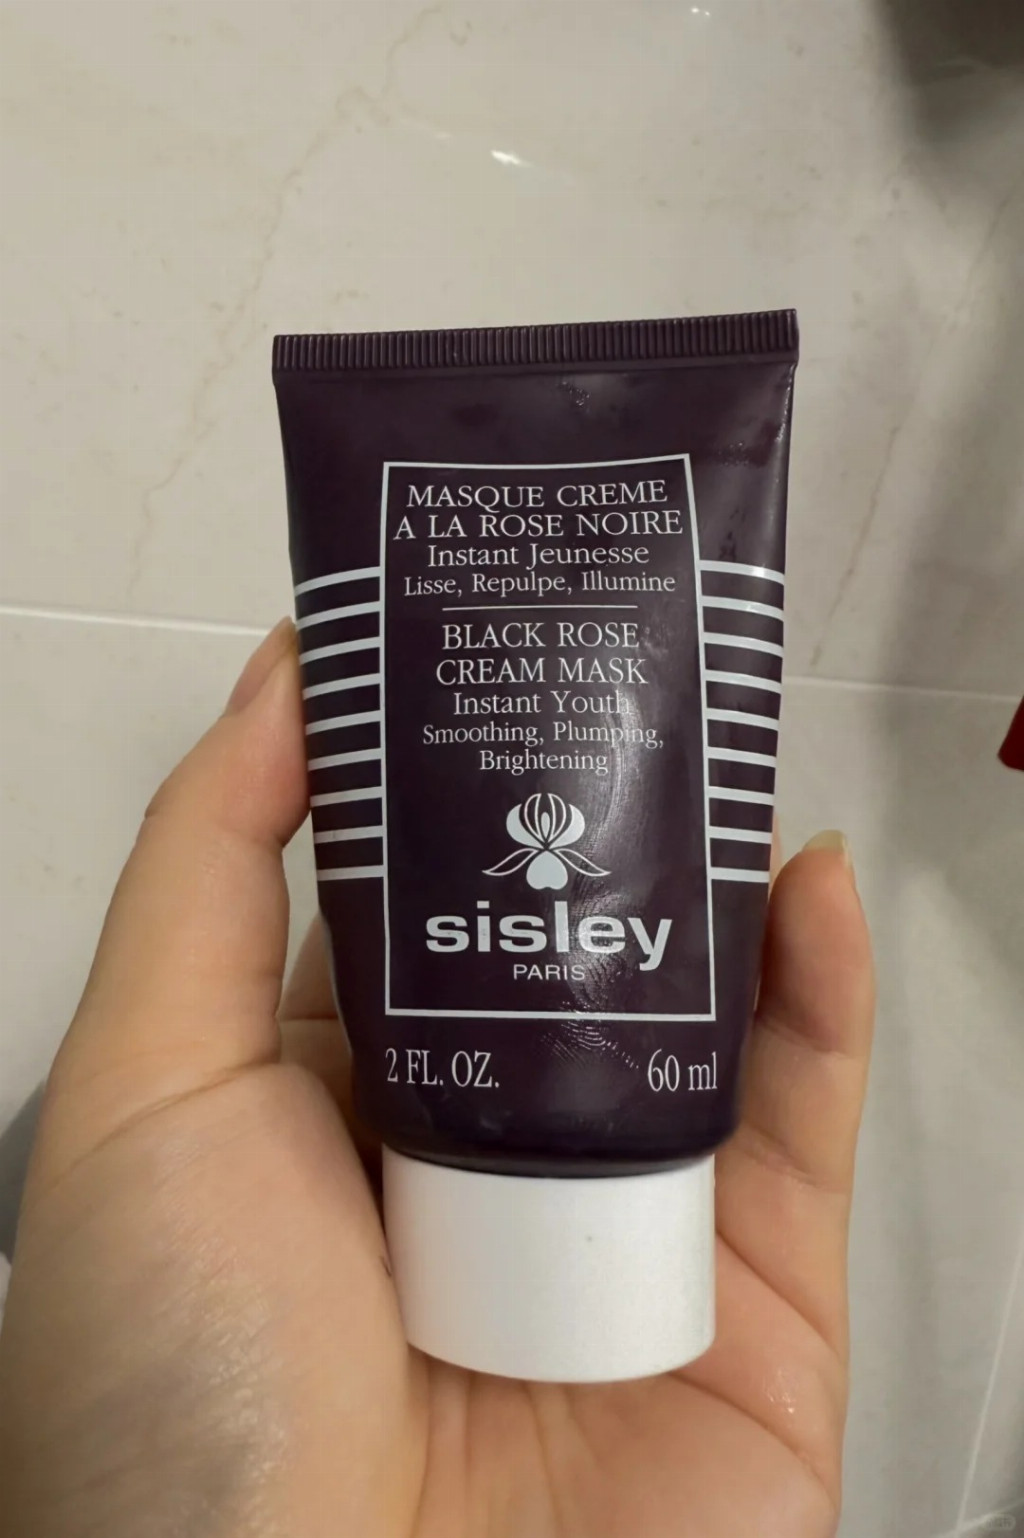 MASQUE CREME
A LA ROSE NOIRE
Instant Jeunesse
Lisse, Repulpe, Illumine
BLACK ROSE
CREAM MASK
Instant Youth
Smoothing, Plumping,
Brightening
sisley
PARIS
2 FL. OZ. 60 ml